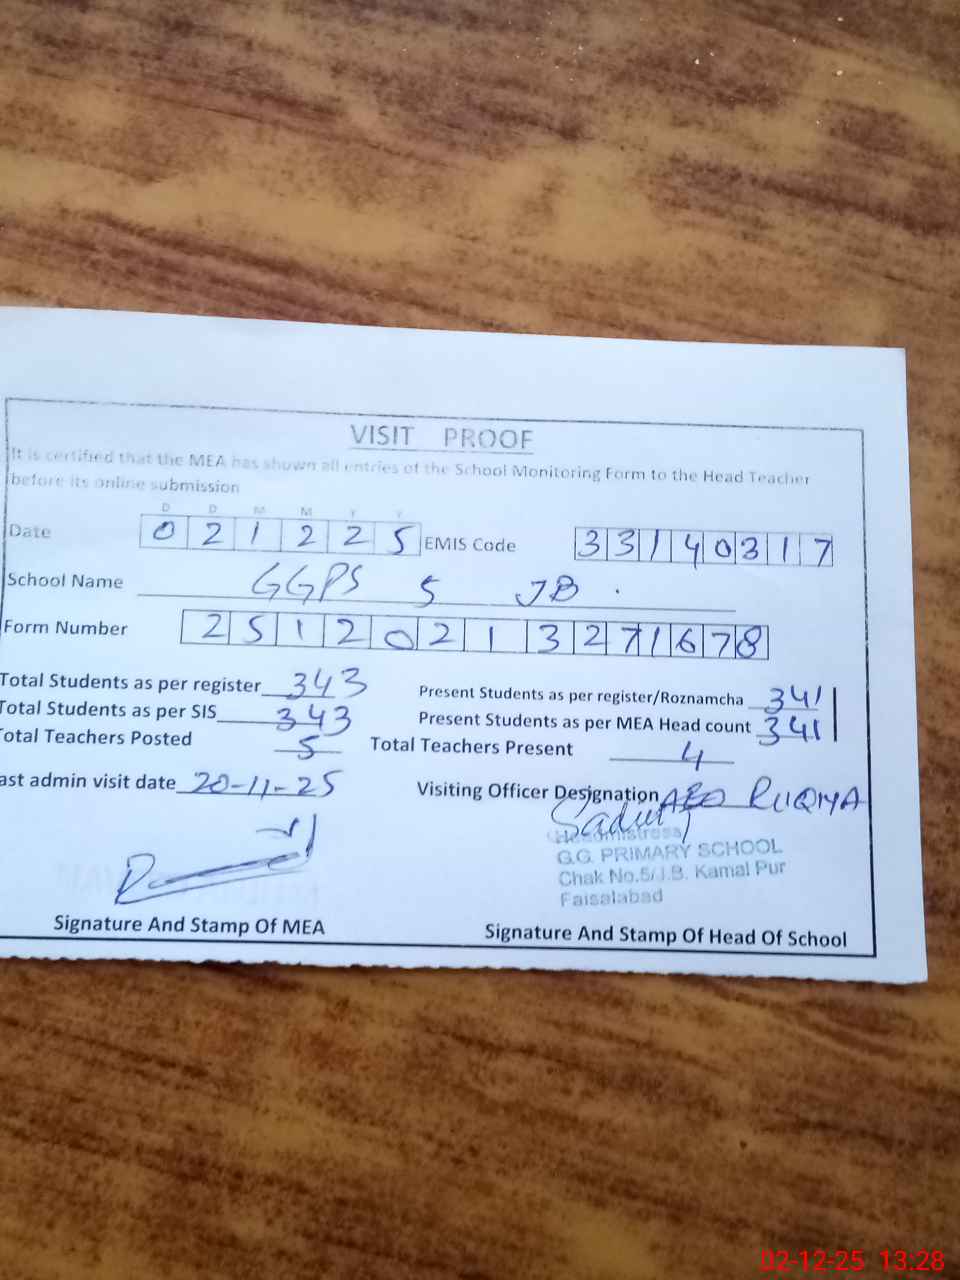 VISIT PROOF
It is certified that the MEA has shown all entries of the School Monitoring Form to the Head Teacher
before its online submission
D D M M Y Y
Date 0 2 1 2 2 5 EMIS Code 3 3 1 4 0 3 1 7
School Name GGPS 5 JB .
Form Number 2 5 1 2 0 2 1 3 2 7 1 6 7 8
Total Students as per register 343 Present Students as per register/Roznamcha 341
Total Students as per SIS 343 Present Students as per MEA Head count 341
Total Teachers Posted 5 Total Teachers Present 4
ast admin visit date 20-11-25 Visiting Officer Designation AEO RUQIYA
Headmistress
G.G. PRIMARY SCHOOL
Chak No.5/J.B. Kamal Pur
Faisalabad
Signature And Stamp Of MEA Signature And Stamp Of Head Of School
02-12-25 13:28